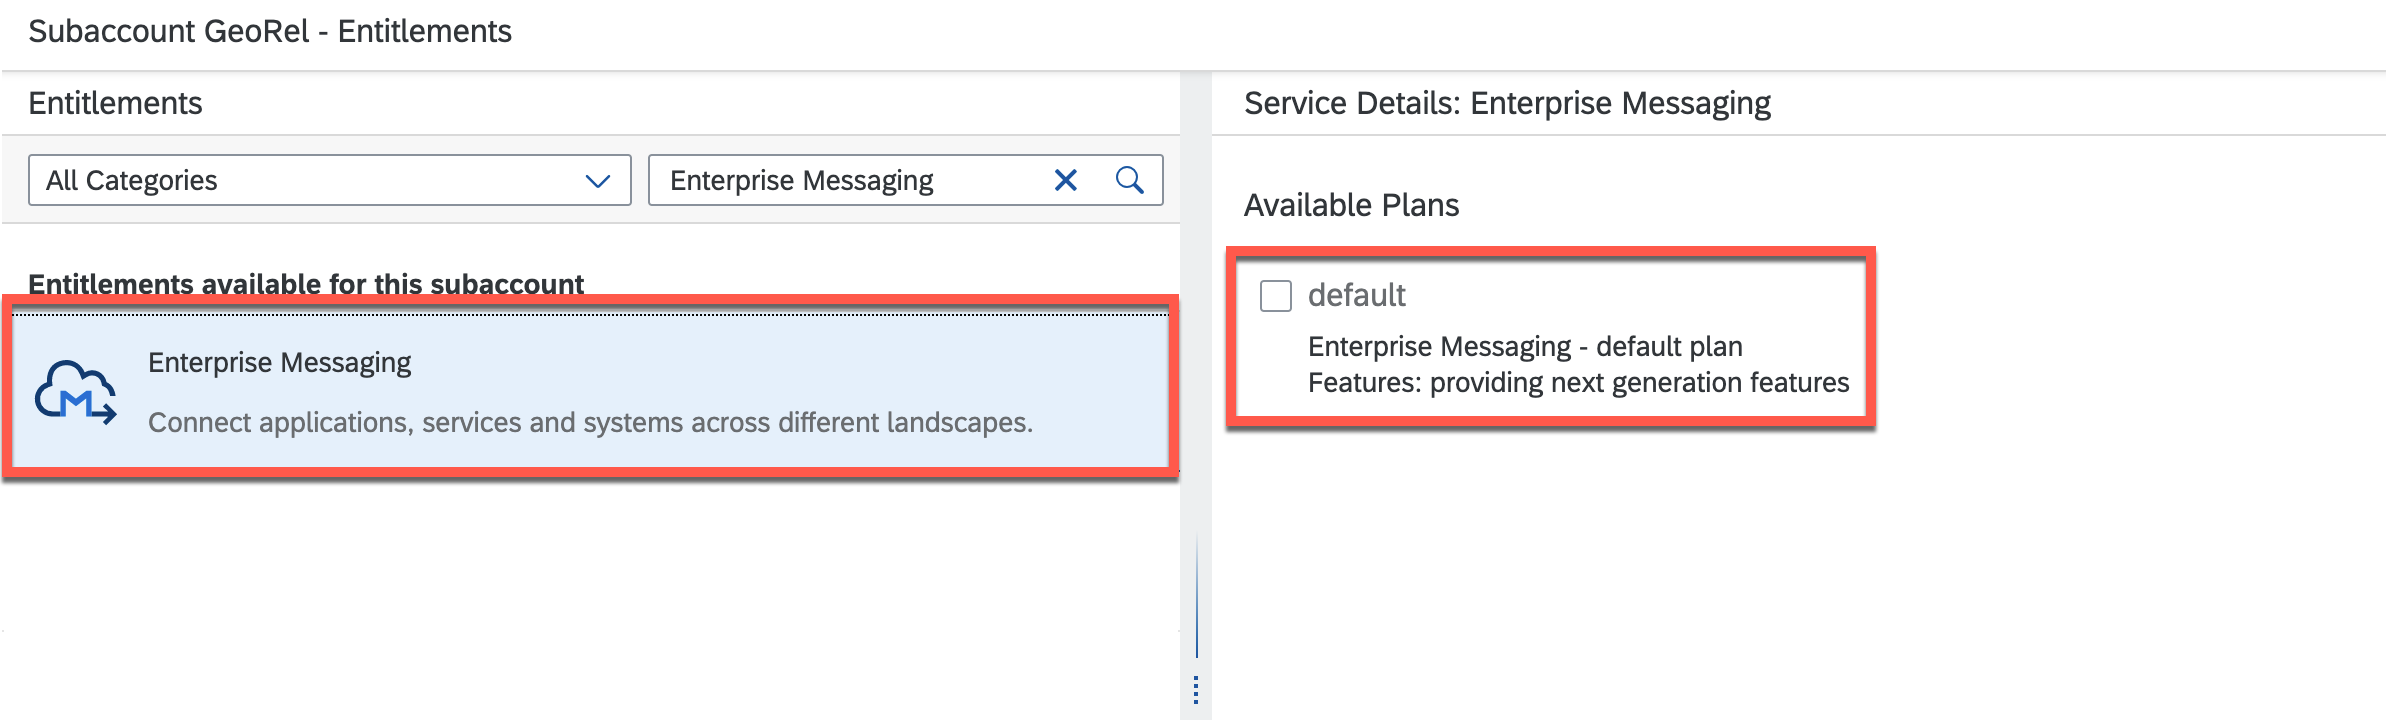 Subaccount GeoRel - Entitlements
Entitlements
All Categories
Enterprise Messaging
Entitlements available for this subaccount
Enterprise Messaging
Connect applications, services and systems across different landscapes.
Service Details: Enterprise Messaging
Available Plans
default
Enterprise Messaging - default plan
Features: providing next generation features